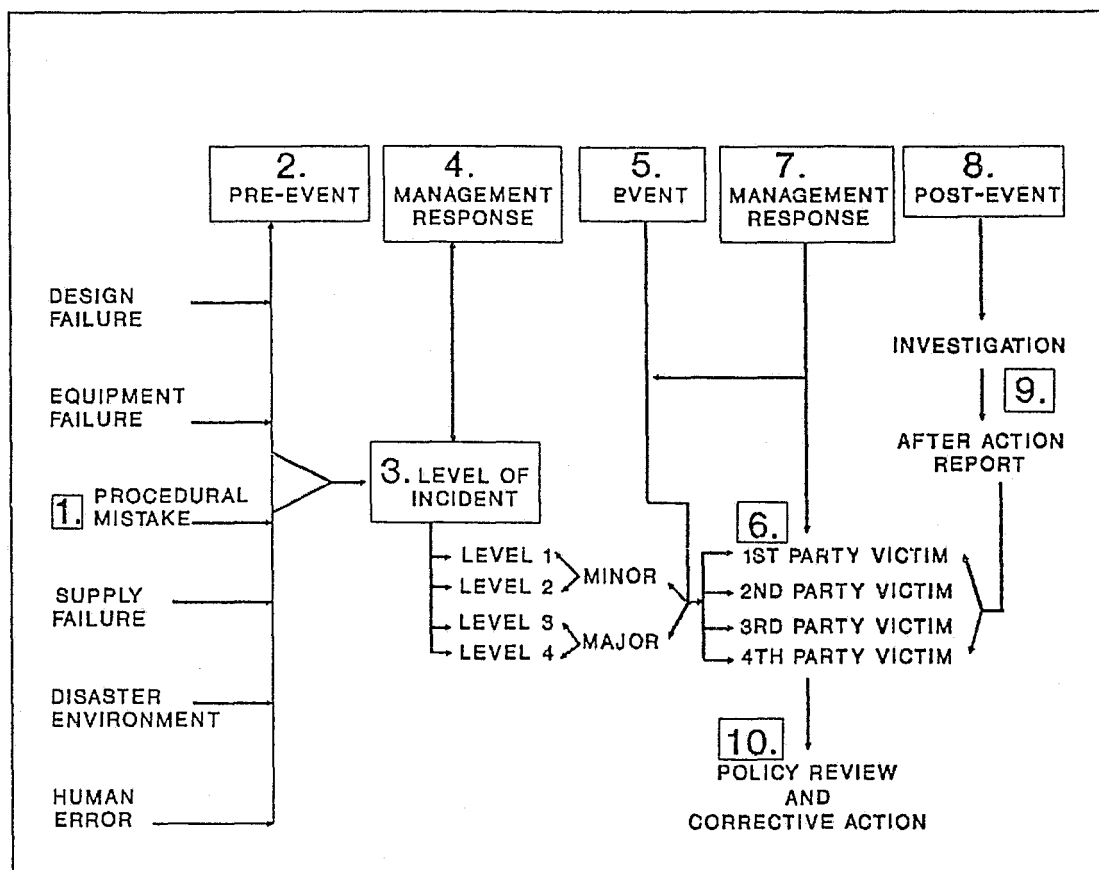 2.
PRE-EVENT
4.
MANAGEMENT
RESPONSE
5.
EVENT
7.
MANAGEMENT
RESPONSE
8.
POST-EVENT
DESIGN
FAILURE
EQUIPMENT
FAILURE
1. PROCEDURAL
MISTAKE
SUPPLY
FAILURE
DISASTER
ENVIRONMENT
HUMAN
ERROR
3. LEVEL OF
INCIDENT
LEVEL 1
LEVEL 2
LEVEL 3
LEVEL 4
MINOR
MAJOR
6.
1ST PARTY VICTIM
2ND PARTY VICTIM
3RD PARTY VICTIM
4TH PARTY VICTIM
INVESTIGATION
9.
AFTER ACTION
REPORT
10.
POLICY REVIEW
AND
CORRECTIVE ACTION